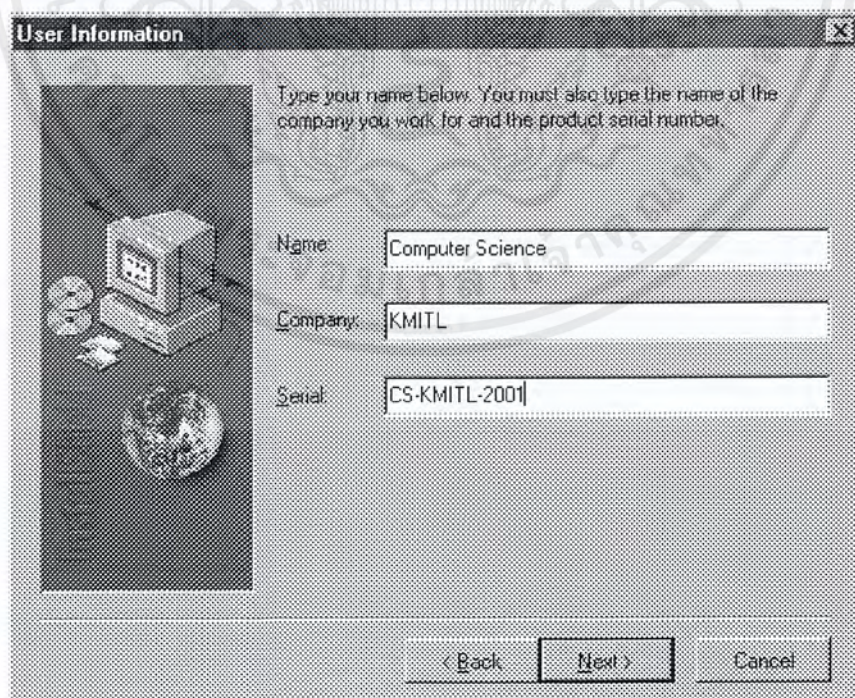 User Information
Type your name below. You must also type the name of the
company you work for and the product serial number.
Name: Computer Science
Company: KMITL
Serial: CS-KMITL-2001
< Back
Next >
Cancel